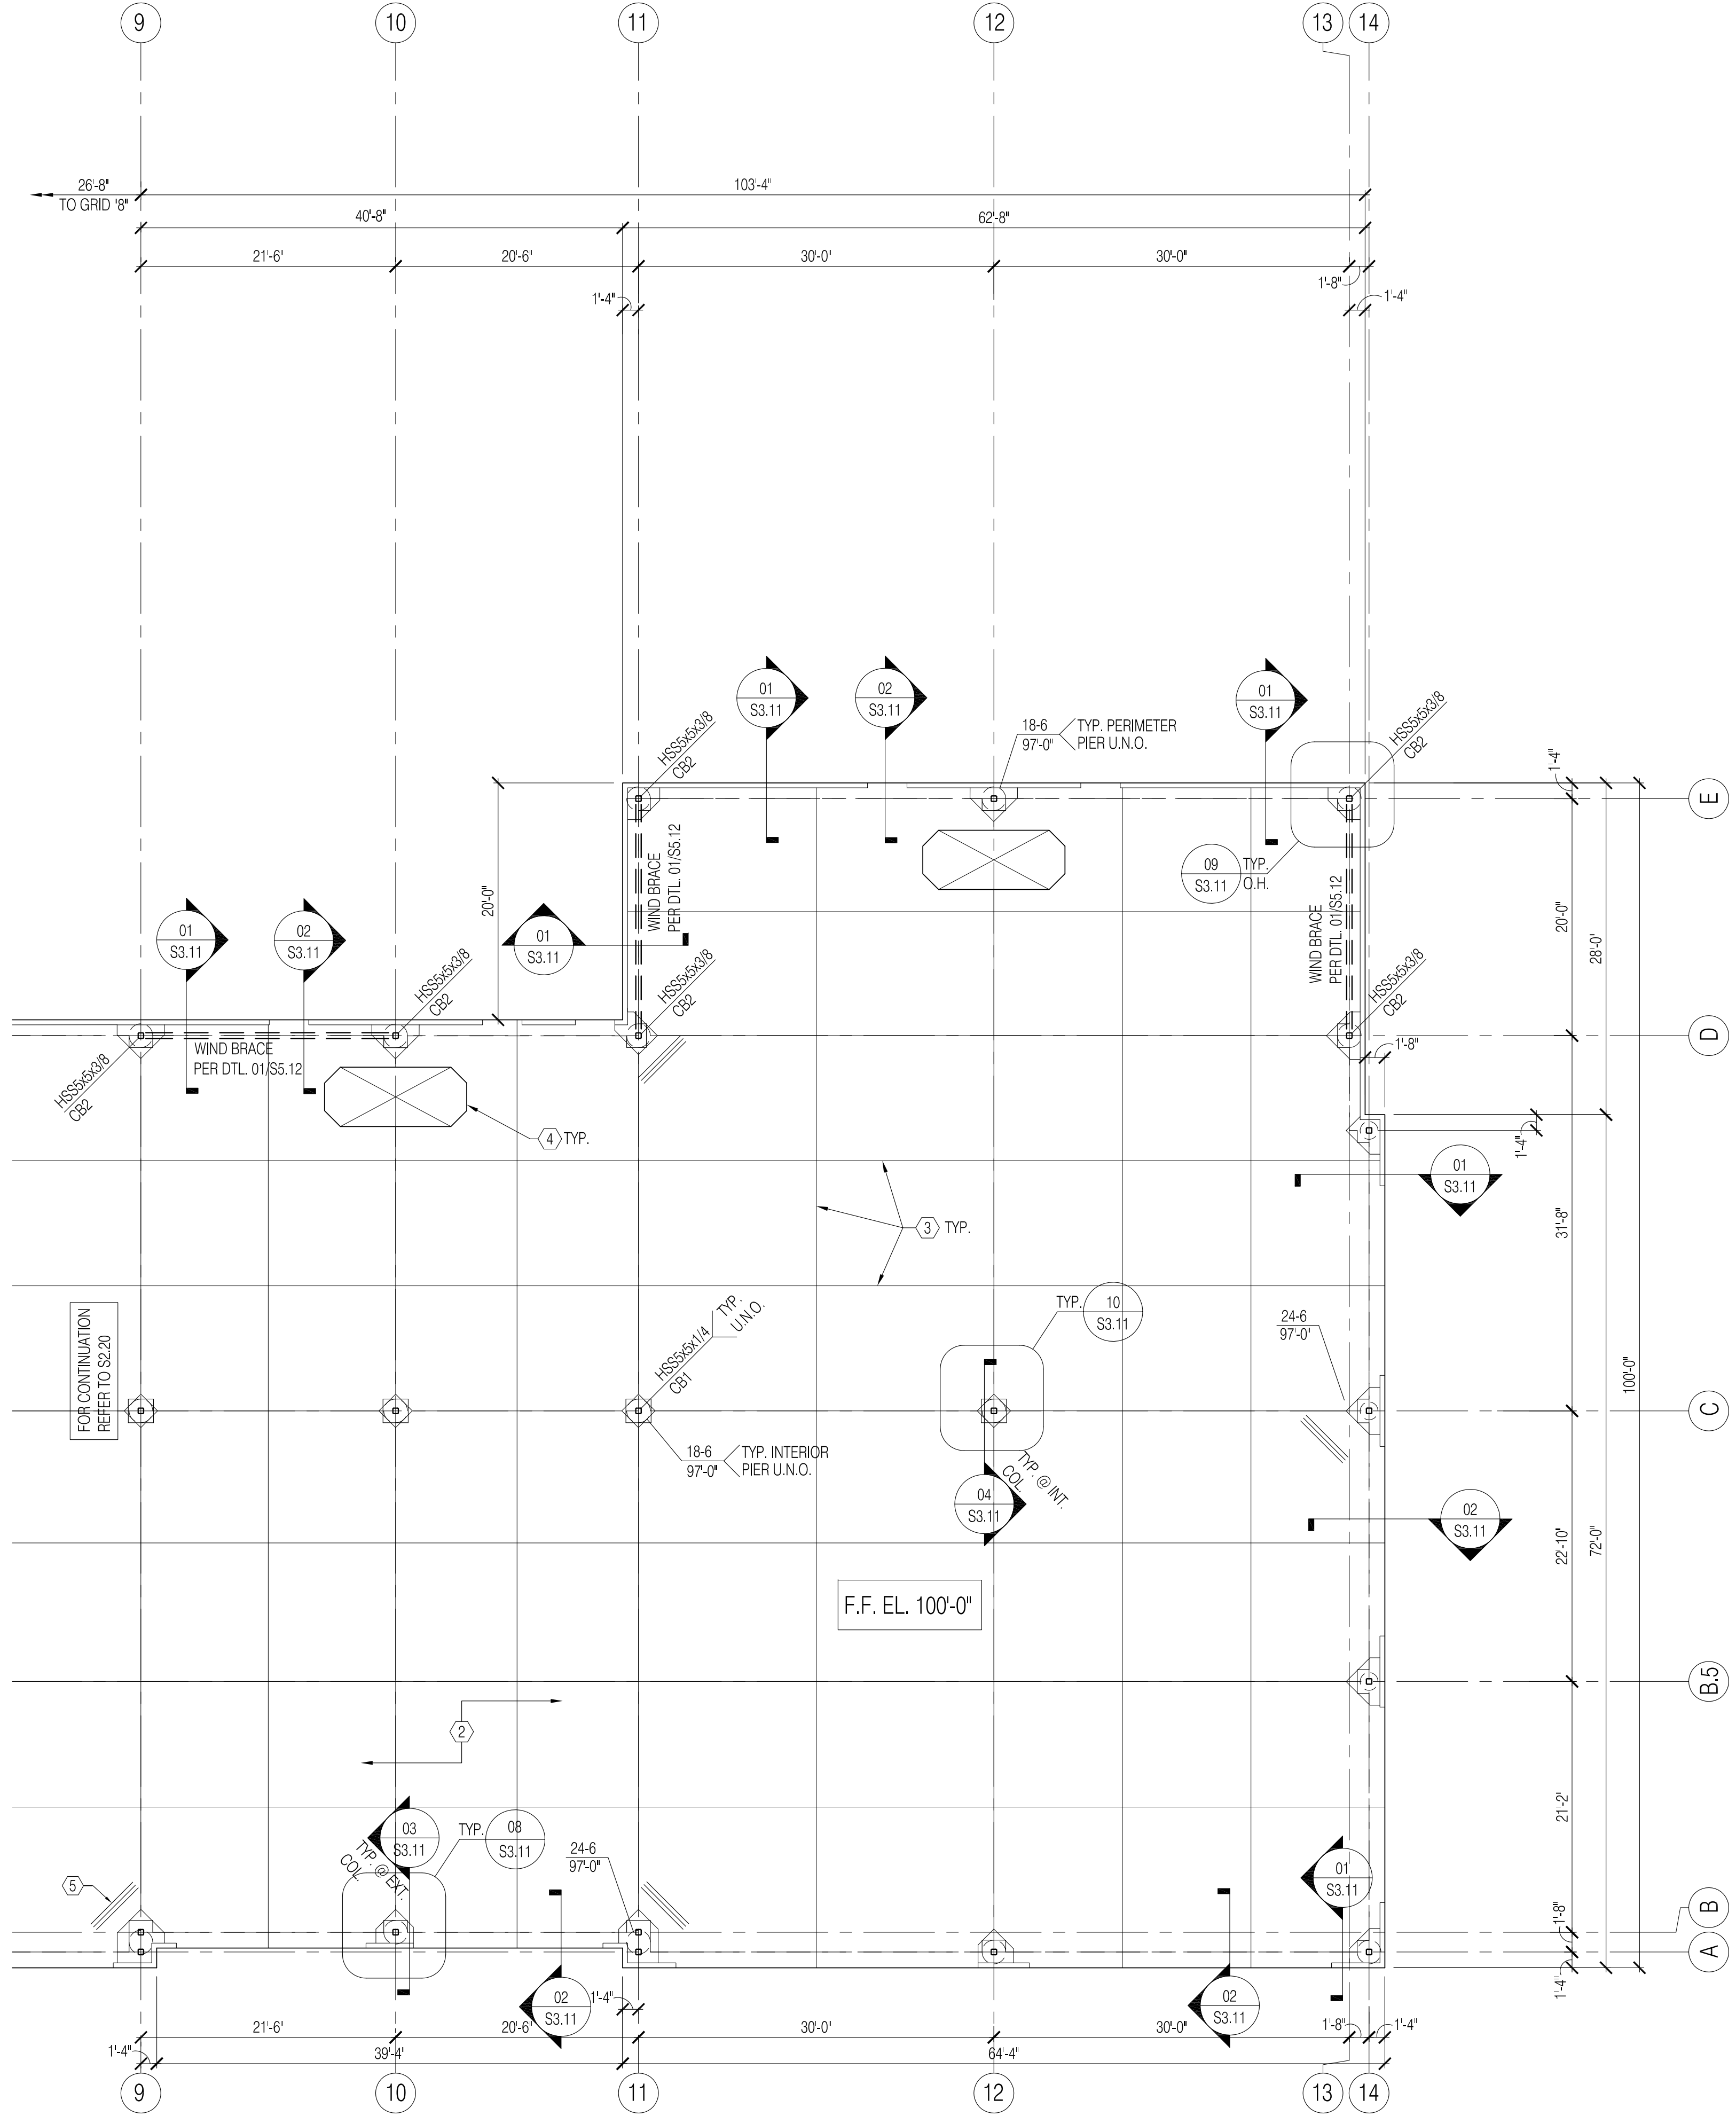 9
10
11
12
13
14
26'-8"
TO GRID "8"
103'-4"
40'-8"
62'-8"
21'-6"
20'-6"
30'-0"
30'-0"
1'-8"
1'-4"
1'-4"
01
S3.11
02
S3.11
01
S3.11
HSS5x5x3/8
CB2
18-6
97'-0"
TYP. PERIMETER
PIER U.N.O.
HSS5x5x3/8
CB2
1'-4"
E
09
S3.11
TYP.
O.H.
WIND BRACE
PER DTL. 01/S5.12
WIND BRACE
PER DTL. 01/S5.12
20'-0"
20'-0"
28'-0"
01
S3.11
02
S3.11
01
S3.11
HSS5x5x3/8
CB2
HSS5x5x3/8
CB2
HSS5x5x3/8
CB2
D
WIND BRACE
PER DTL. 01/S5.12
HSS5x5x3/8
CB2
1'-8"
4
TYP.
1'-4"
01
S3.11
3
TYP.
31'-8"
FOR CONTINUATION
REFER TO S2.20
HSS5x5x1/4
CB1
TYP.
U.N.O.
TYP.
10
S3.11
24-6
97'-0"
100'-0"
C
18-6
97'-0"
TYP. INTERIOR
PIER U.N.O.
TYP. @ INT.
COL.
04
S3.11
02
S3.11
22'-10"
72'-0"
F.F. EL. 100'-0"
B.5
2
21'-2"
03
S3.11
TYP. @ EXT.
COL.
TYP.
08
S3.11
24-6
97'-0"
5
01
S3.11
1'-8"
B
A
1'-4"
02
S3.11
02
S3.11
1'-4"
21'-6"
20'-6"
30'-0"
30'-0"
1'-8"
1'-4"
1'-4"
39'-4"
64'-4"
9
10
11
12
13
14